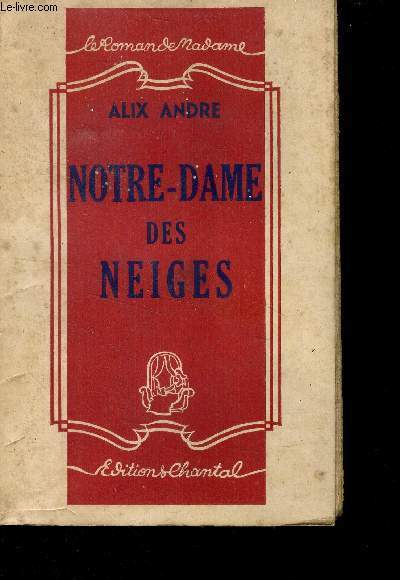 Le-livre.com
Le Roman de Madame
ALIX ANDRE
NOTRE-DAME
DES
NEIGES
Editions Chantal